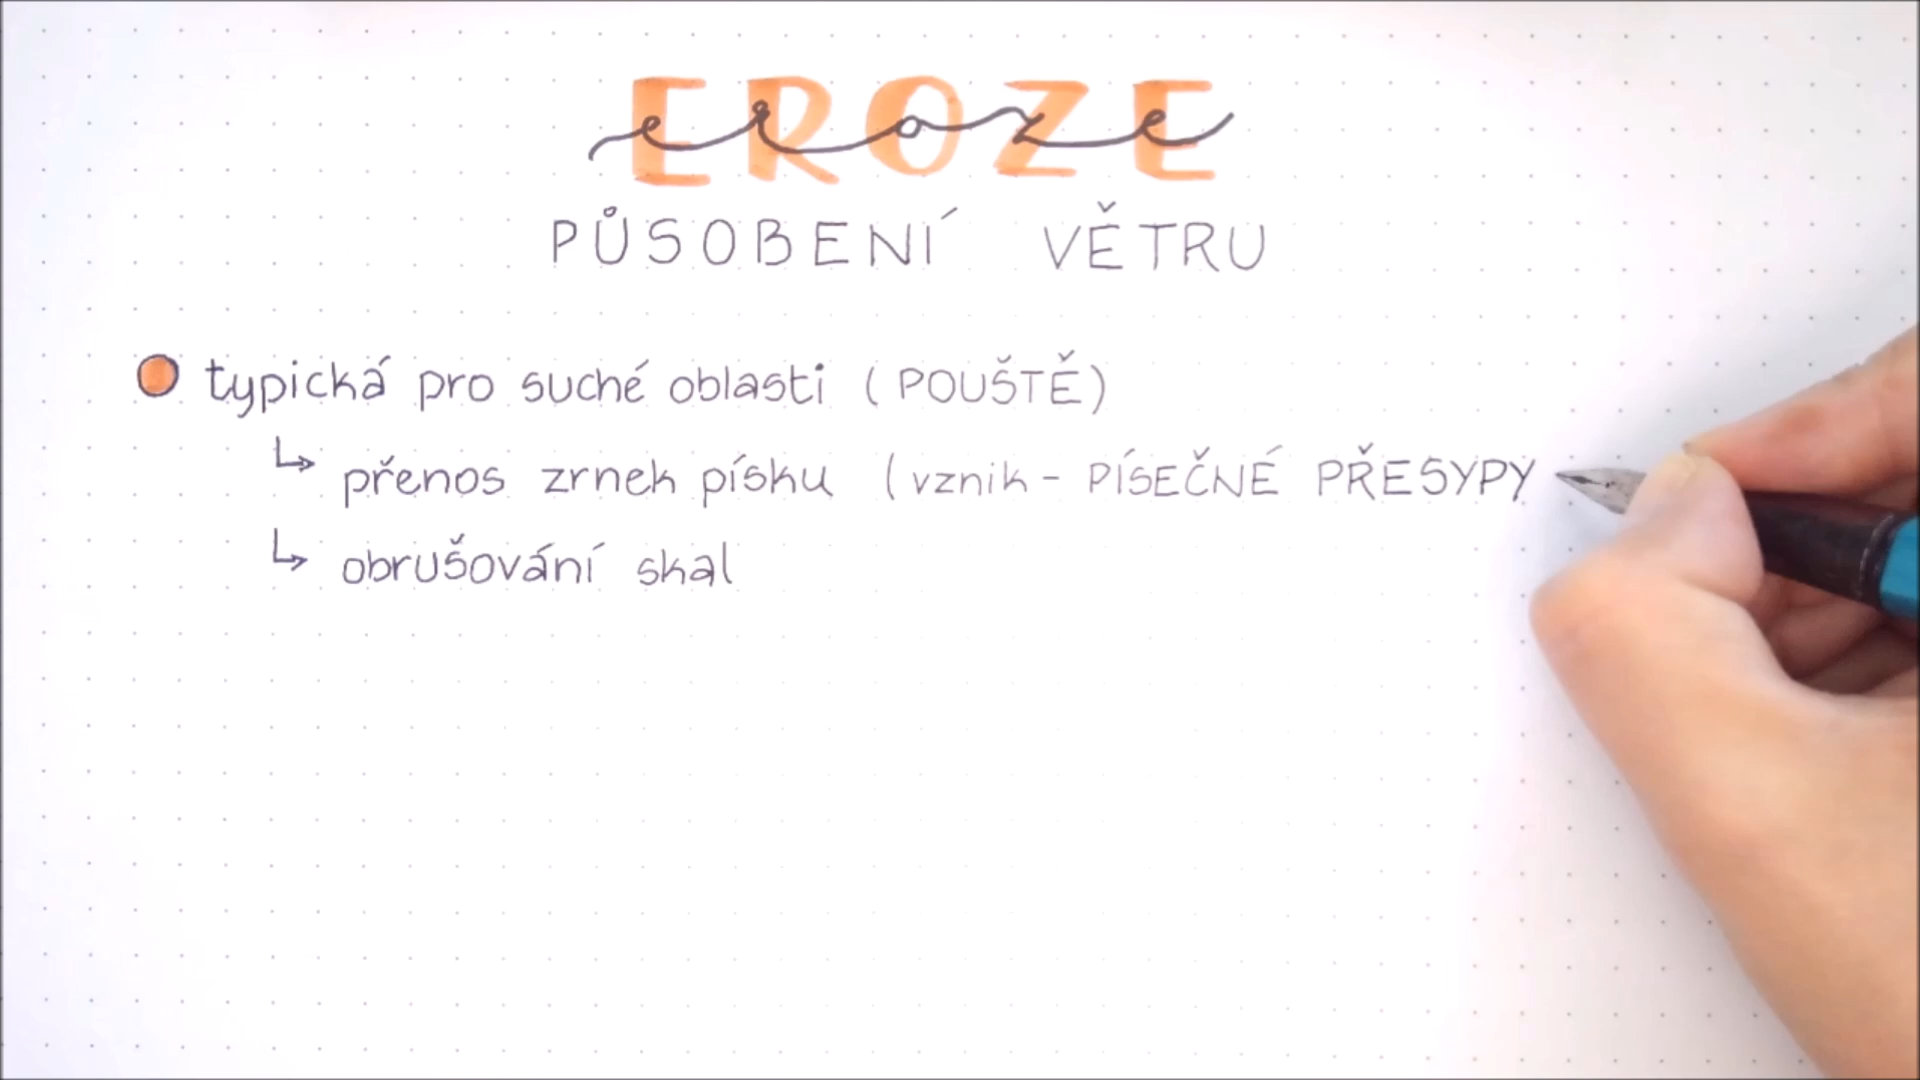 EROZE
eroze
PŮSOBENÍ VĚTRU
typická pro suché oblasti (POUŠTĚ)
↳ přenos zrnek písku (vznik - PÍSEČNÉ PŘESYPY
↳ obrušování skal